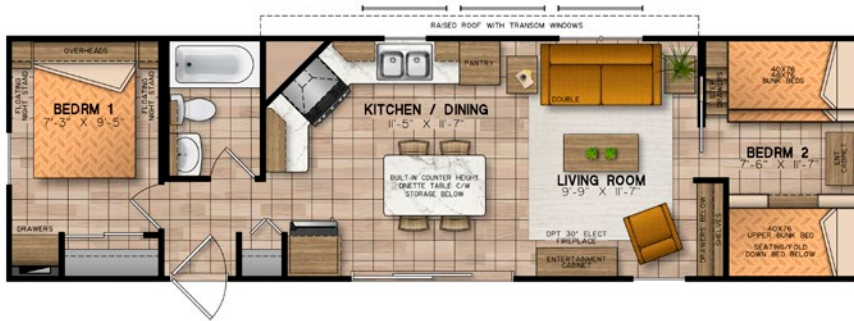 RAISED ROOF WITH TRANSOM WINDOWS
OVERHEADS
FLOATING
NIGHT STAND
BEDRM 1
7'-3" X 9'-5"
FLOATING
NIGHT STAND
DRAWERS
KITCHEN / DINING
11'-5" X 11'-7"
PANTRY
BUILT-IN COUNTER HEIGHT
DINETTE TABLE C/W
STORAGE BELOW
DOUBLE
LIVING ROOM
9'-9" X 11'-7"
OPT 30" ELECT
FIREPLACE
ENTERTAINMENT
CABINET
DRAWERS BELOW
SHELVES
DRAWERS
40X76
48X76
BUNK BEDS
BEDRM 2
7'-6" X 11'-7"
ENT
CABINET
40X76
UPPER BUNK BED
SEATING/FOLD
DOWN BED BELOW